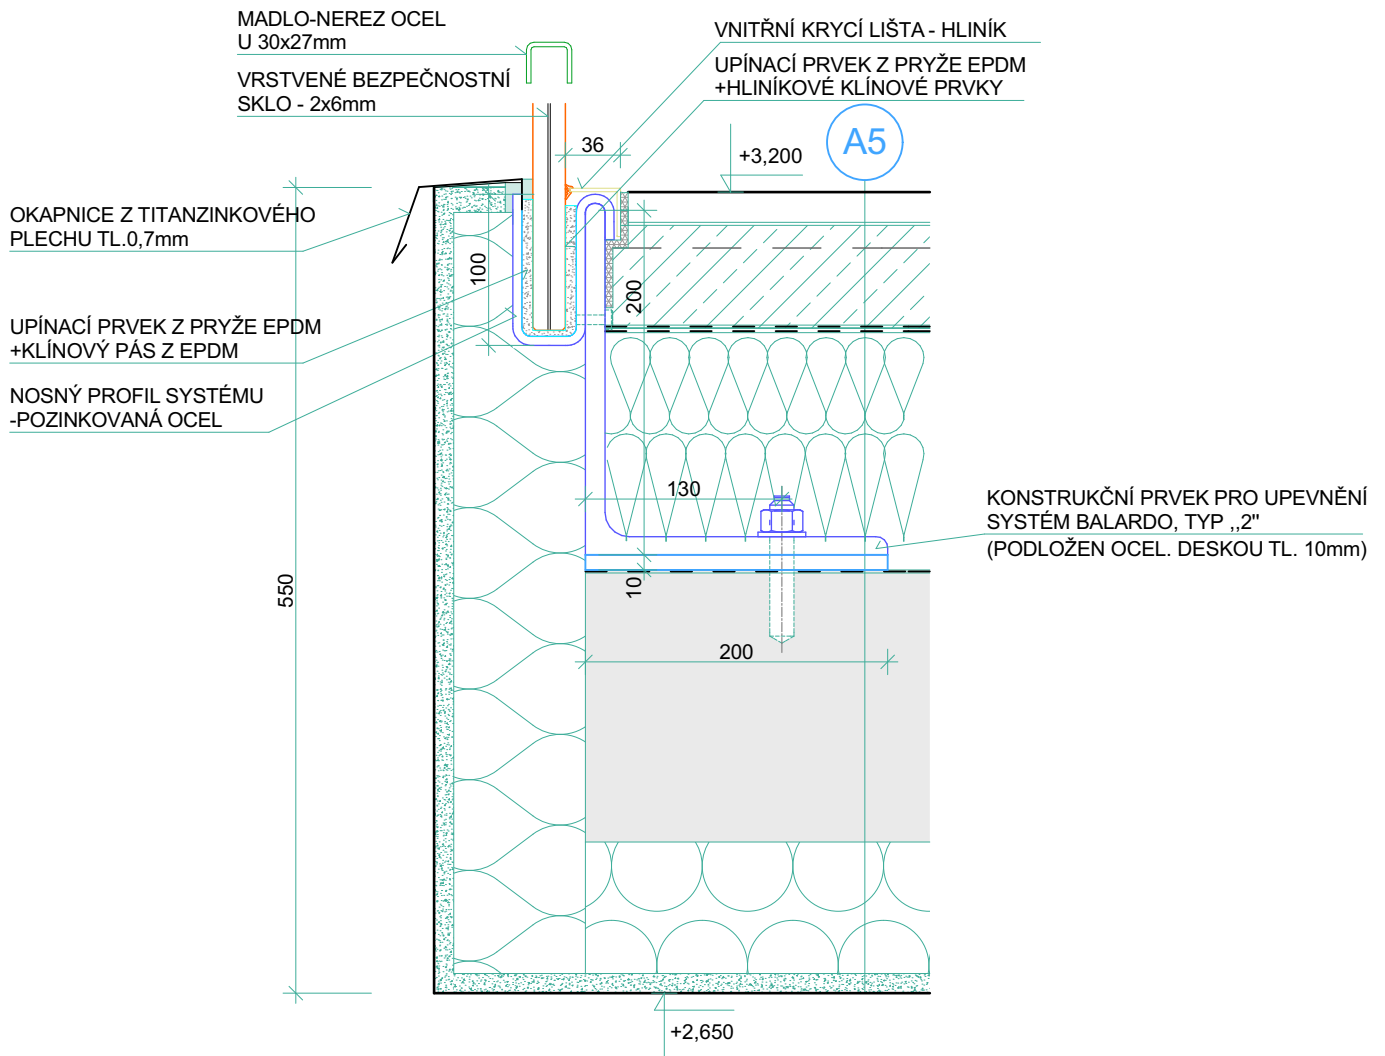 MADLO-NEREZ OCEL
U 30x27mm
VRSTVENÉ BEZPEČNOSTNÍ
SKLO - 2x6mm
VNITŘNÍ KRYCÍ LIŠTA - HLINÍK
UPÍNACÍ PRVEK Z PRYŽE EPDM
+HLINÍKOVÉ KLÍNOVÉ PRVKY
36
+3,200
A5
OKAPNICE Z TITANZINKOVÉHO
PLECHU TL.0,7mm
100
200
UPÍNACÍ PRVEK Z PRYŽE EPDM
+KLÍNOVÝ PÁS Z EPDM
NOSNÝ PROFIL SYSTÉMU
-POZINKOVANÁ OCEL
130
KONSTRUKČNÍ PRVEK PRO UPEVNĚNÍ
SYSTÉM BALARDO, TYP ,,2"
(PODLOŽEN OCEL. DESKOU TL. 10mm)
550
10
200
+2,650